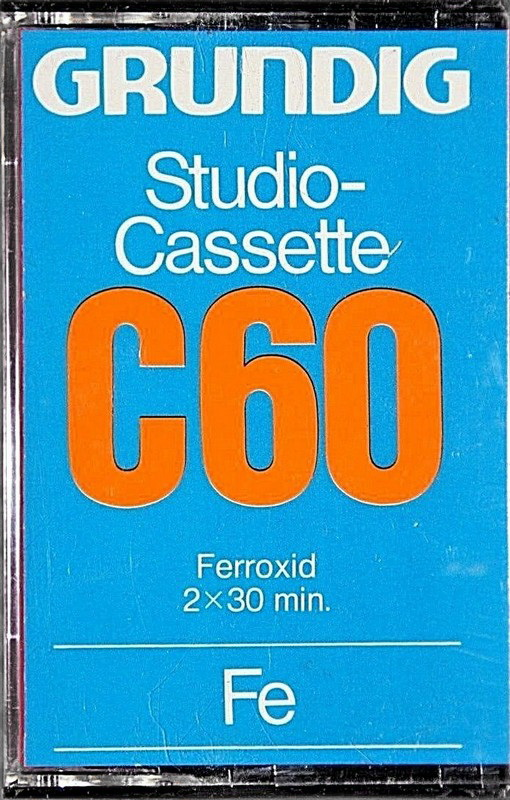 GRUNDIG
Studio-
Cassette
C60
Ferroxid
2×30 min.
Fe